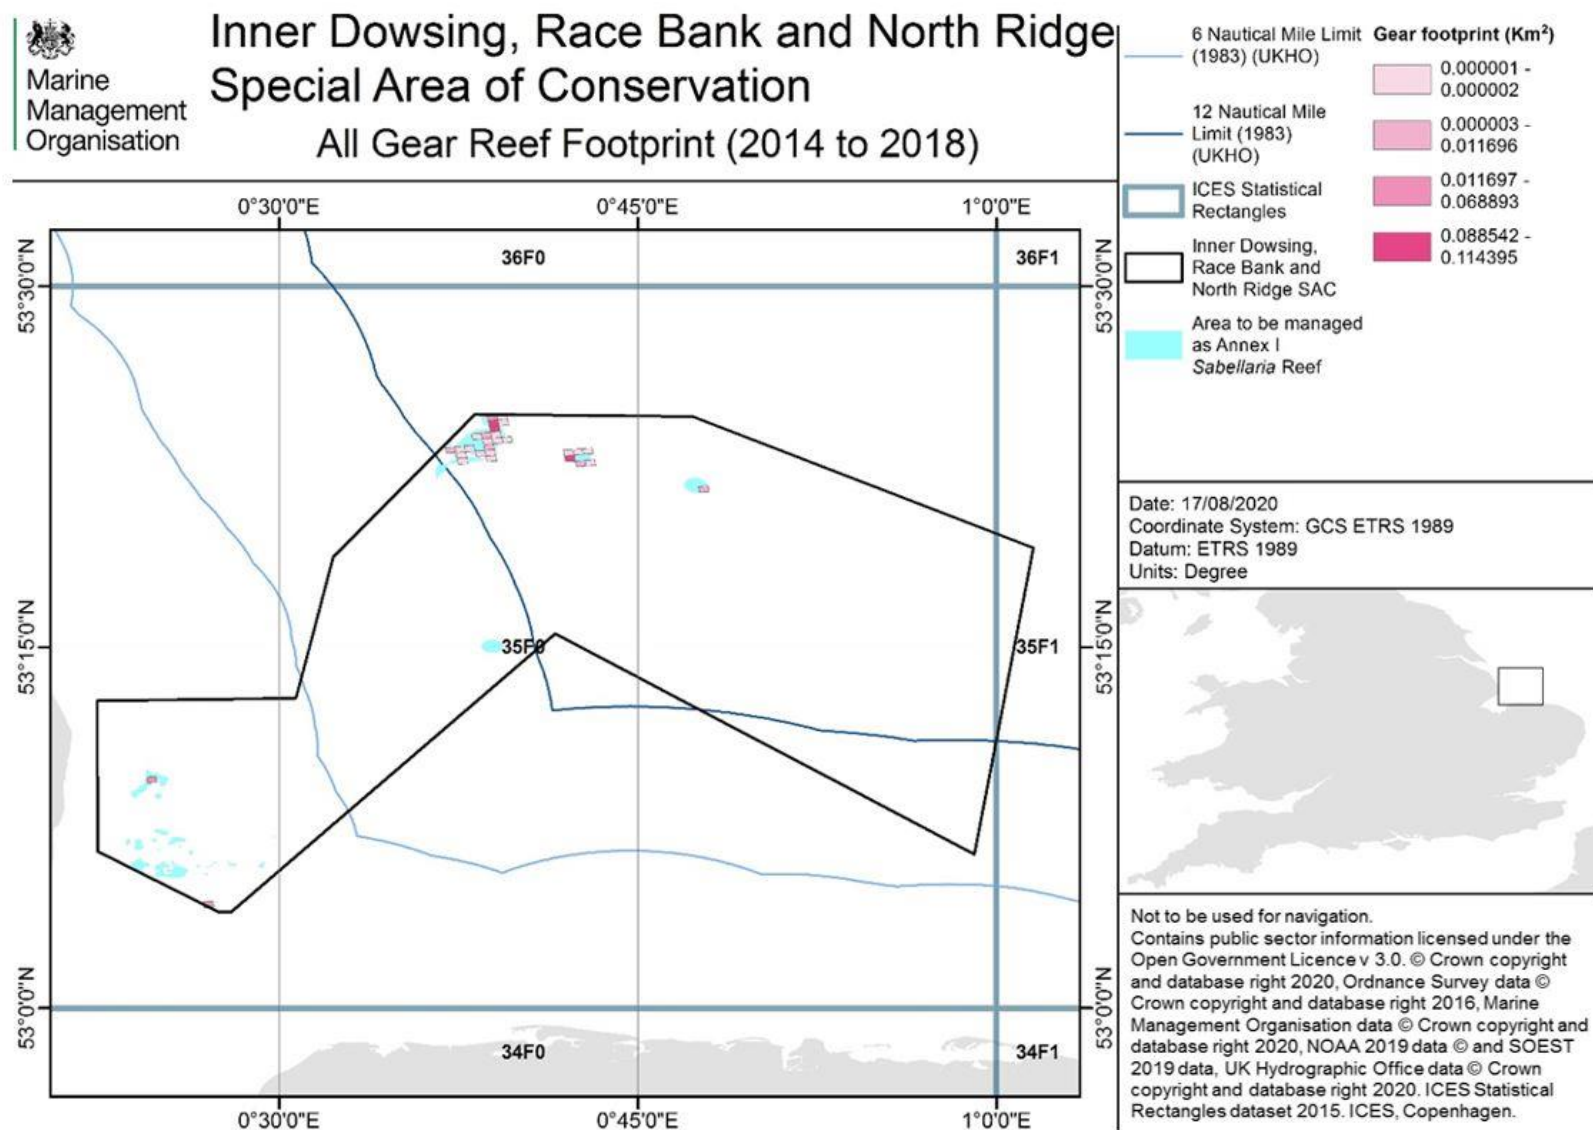 Marine
Management
Organisation
Inner Dowsing, Race Bank and North Ridge
Special Area of Conservation
All Gear Reef Footprint (2014 to 2018)
6 Nautical Mile Limit
(1983) (UKHO)
12 Nautical Mile
Limit (1983)
(UKHO)
ICES Statistical
Rectangles
Inner Dowsing,
Race Bank and
North Ridge SAC
Area to be managed
as Annex I
Sabellaria Reef
Gear footprint (Km²)
0.000001 -
0.000002
0.000003 -
0.011696
0.011697 -
0.068893
0.088542 -
0.114395
0°30'0"E
0°45'0"E
1°0'0"E
53°30'0"N
53°15'0"N
53°0'0"N
36F0
36F1
35F0
35F1
34F0
34F1
53°30'0"N
53°15'0"N
53°0'0"N
0°30'0"E
0°45'0"E
1°0'0"E
Date: 17/08/2020
Coordinate System: GCS ETRS 1989
Datum: ETRS 1989
Units: Degree
Not to be used for navigation.
Contains public sector information licensed under the
Open Government Licence v 3.0. © Crown copyright
and database right 2020, Ordnance Survey data ©
Crown copyright and database right 2016, Marine
Management Organisation data © Crown copyright and
database right 2020, NOAA 2019 data © and SOEST
2019 data, UK Hydrographic Office data © Crown
copyright and database right 2020. ICES Statistical
Rectangles dataset 2015. ICES, Copenhagen.